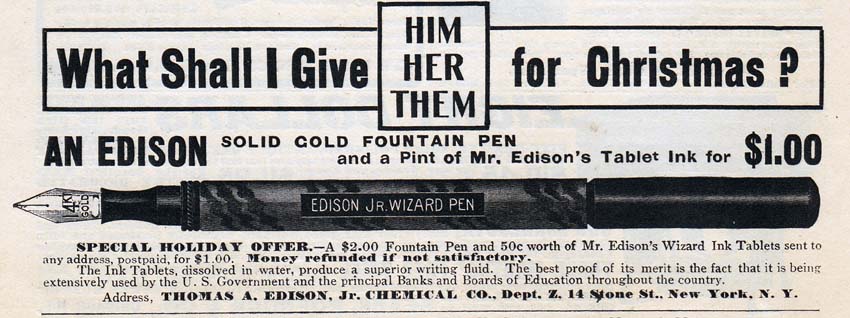 What Shall I Give HIM HER THEM for Christmas?
AN EDISON SOLID GOLD FOUNTAIN PEN
and a Pint of Mr. Edison's Tablet Ink for $1.00
4K GOLD
EDISON JR. WIZARD PEN
SPECIAL HOLIDAY OFFER.—A $2.00 Fountain Pen and 50c worth of Mr. Edison's Wizard Ink Tablets sent to
any address, postpaid, for $1.00. Money refunded if not satisfactory.
The Ink Tablets, dissolved in water, produce a superior writing fluid. The best proof of its merit is the fact that it is being
extensively used by the U. S. Government and the principal Banks and Boards of Education throughout the country.
Address, THOMAS A. EDISON, Jr. CHEMICAL CO., Dept. Z, 14 Stone St., New York, N. Y.